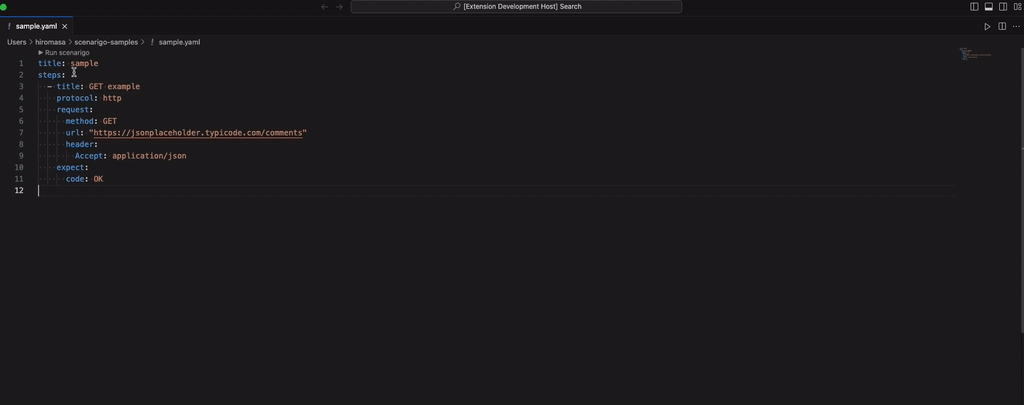 [Extension Development Host] Search
sample.yaml
Users > hiromasa > scenarigo-samples > ! sample.yaml
Run scenarigo
1 title: sample
2 steps:
3 - title: GET example
4 protocol: http
5 request:
6 method: GET
7 url: "https://jsonplaceholder.typicode.com/comments"
8 header:
9 Accept: application/json
10 expect:
11 code: OK
12